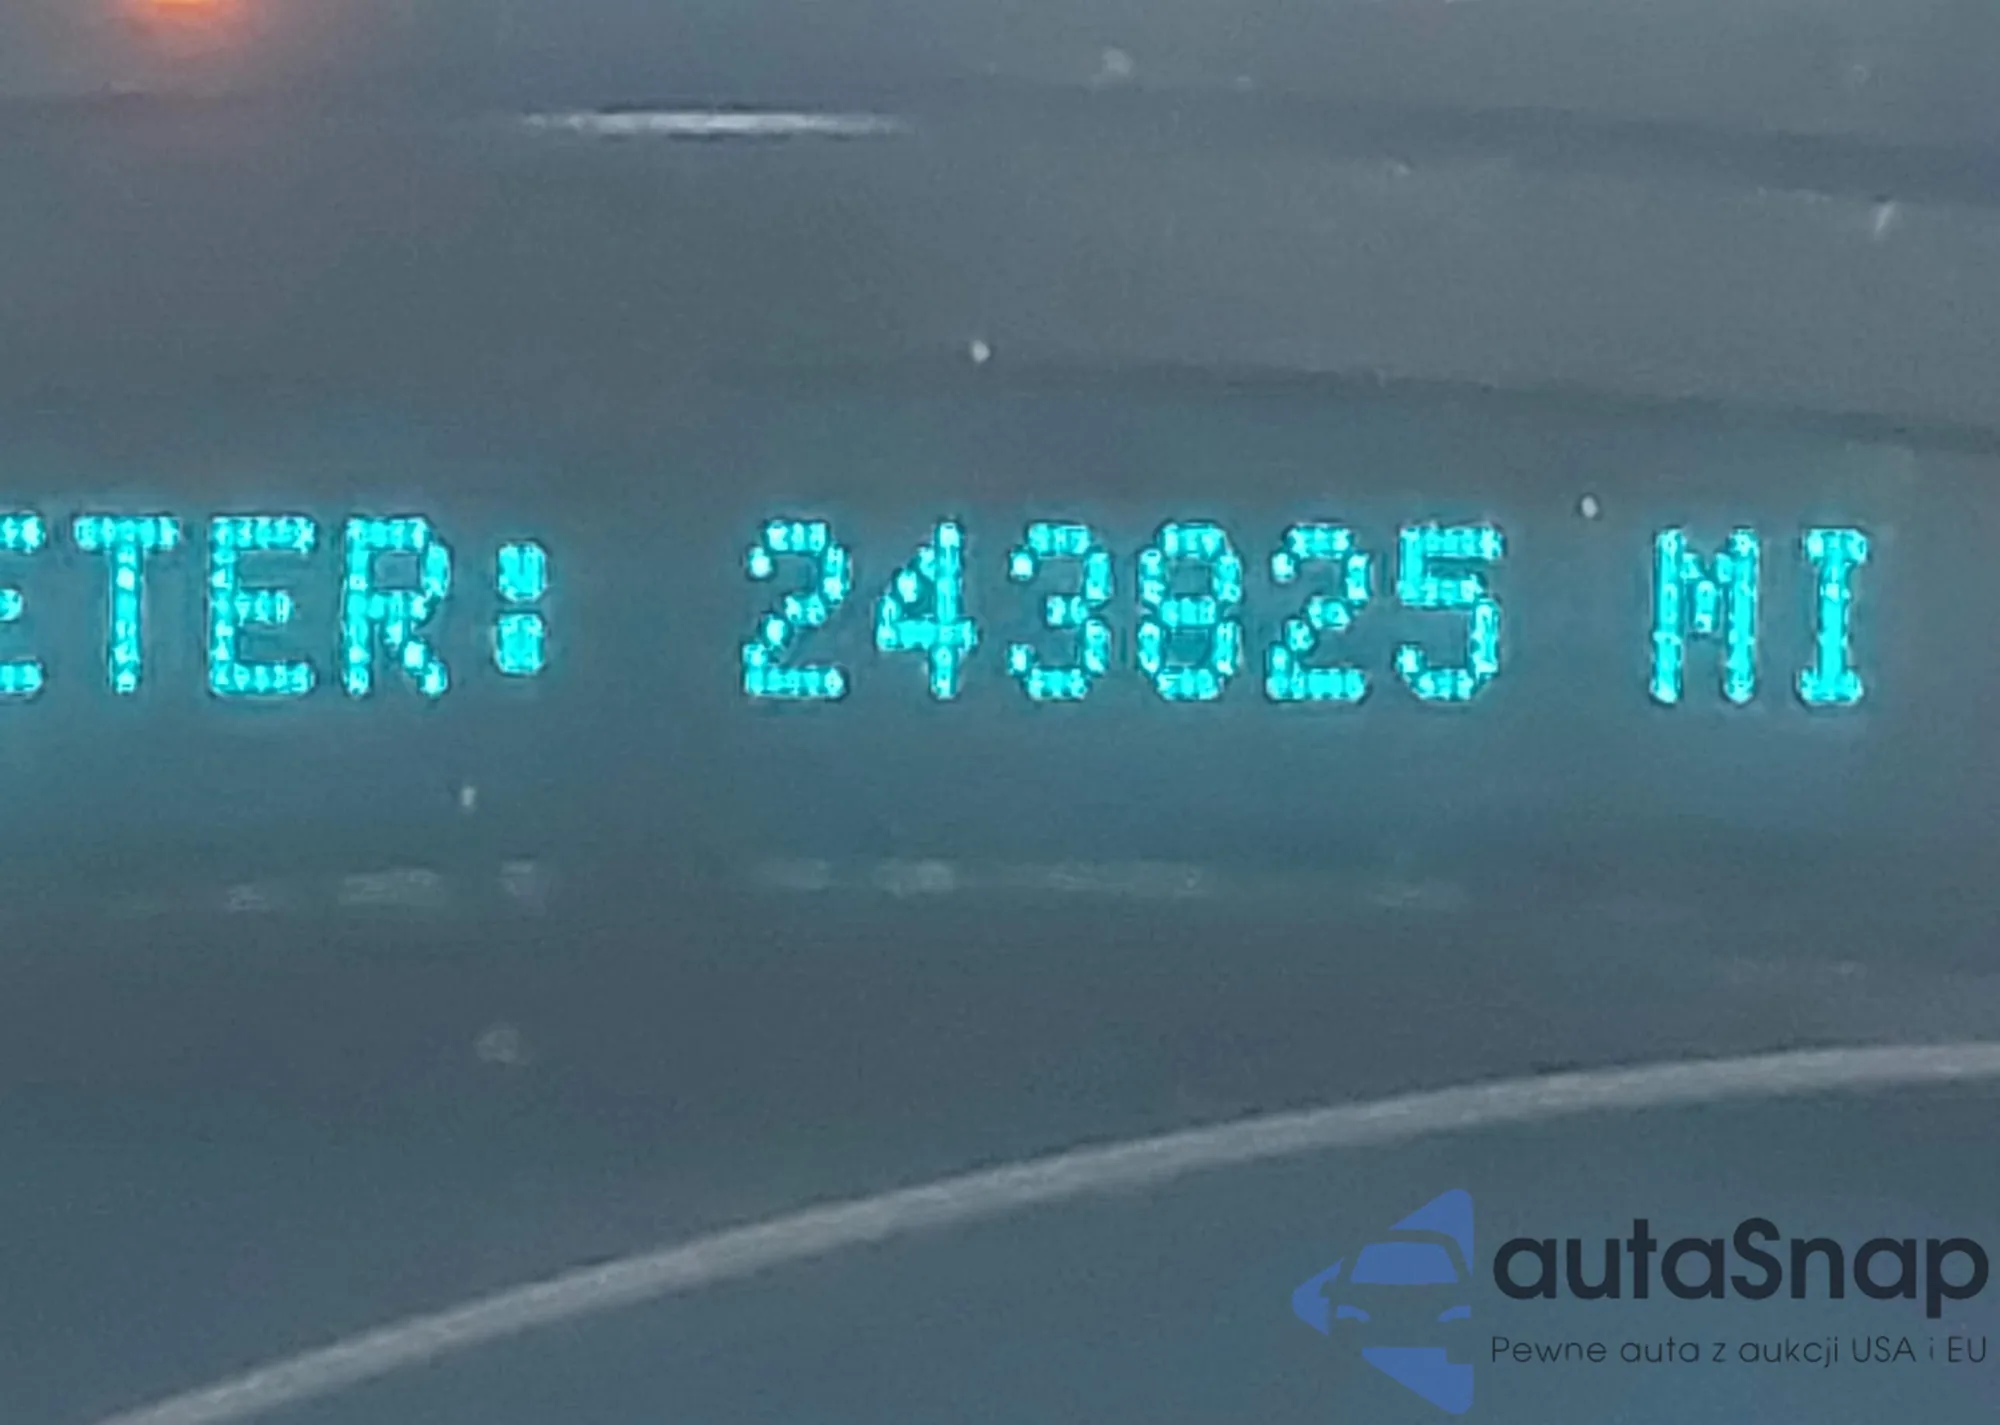 ETER: 243825 MI
autaSnap
Pewne auta z aukcji USA i EU